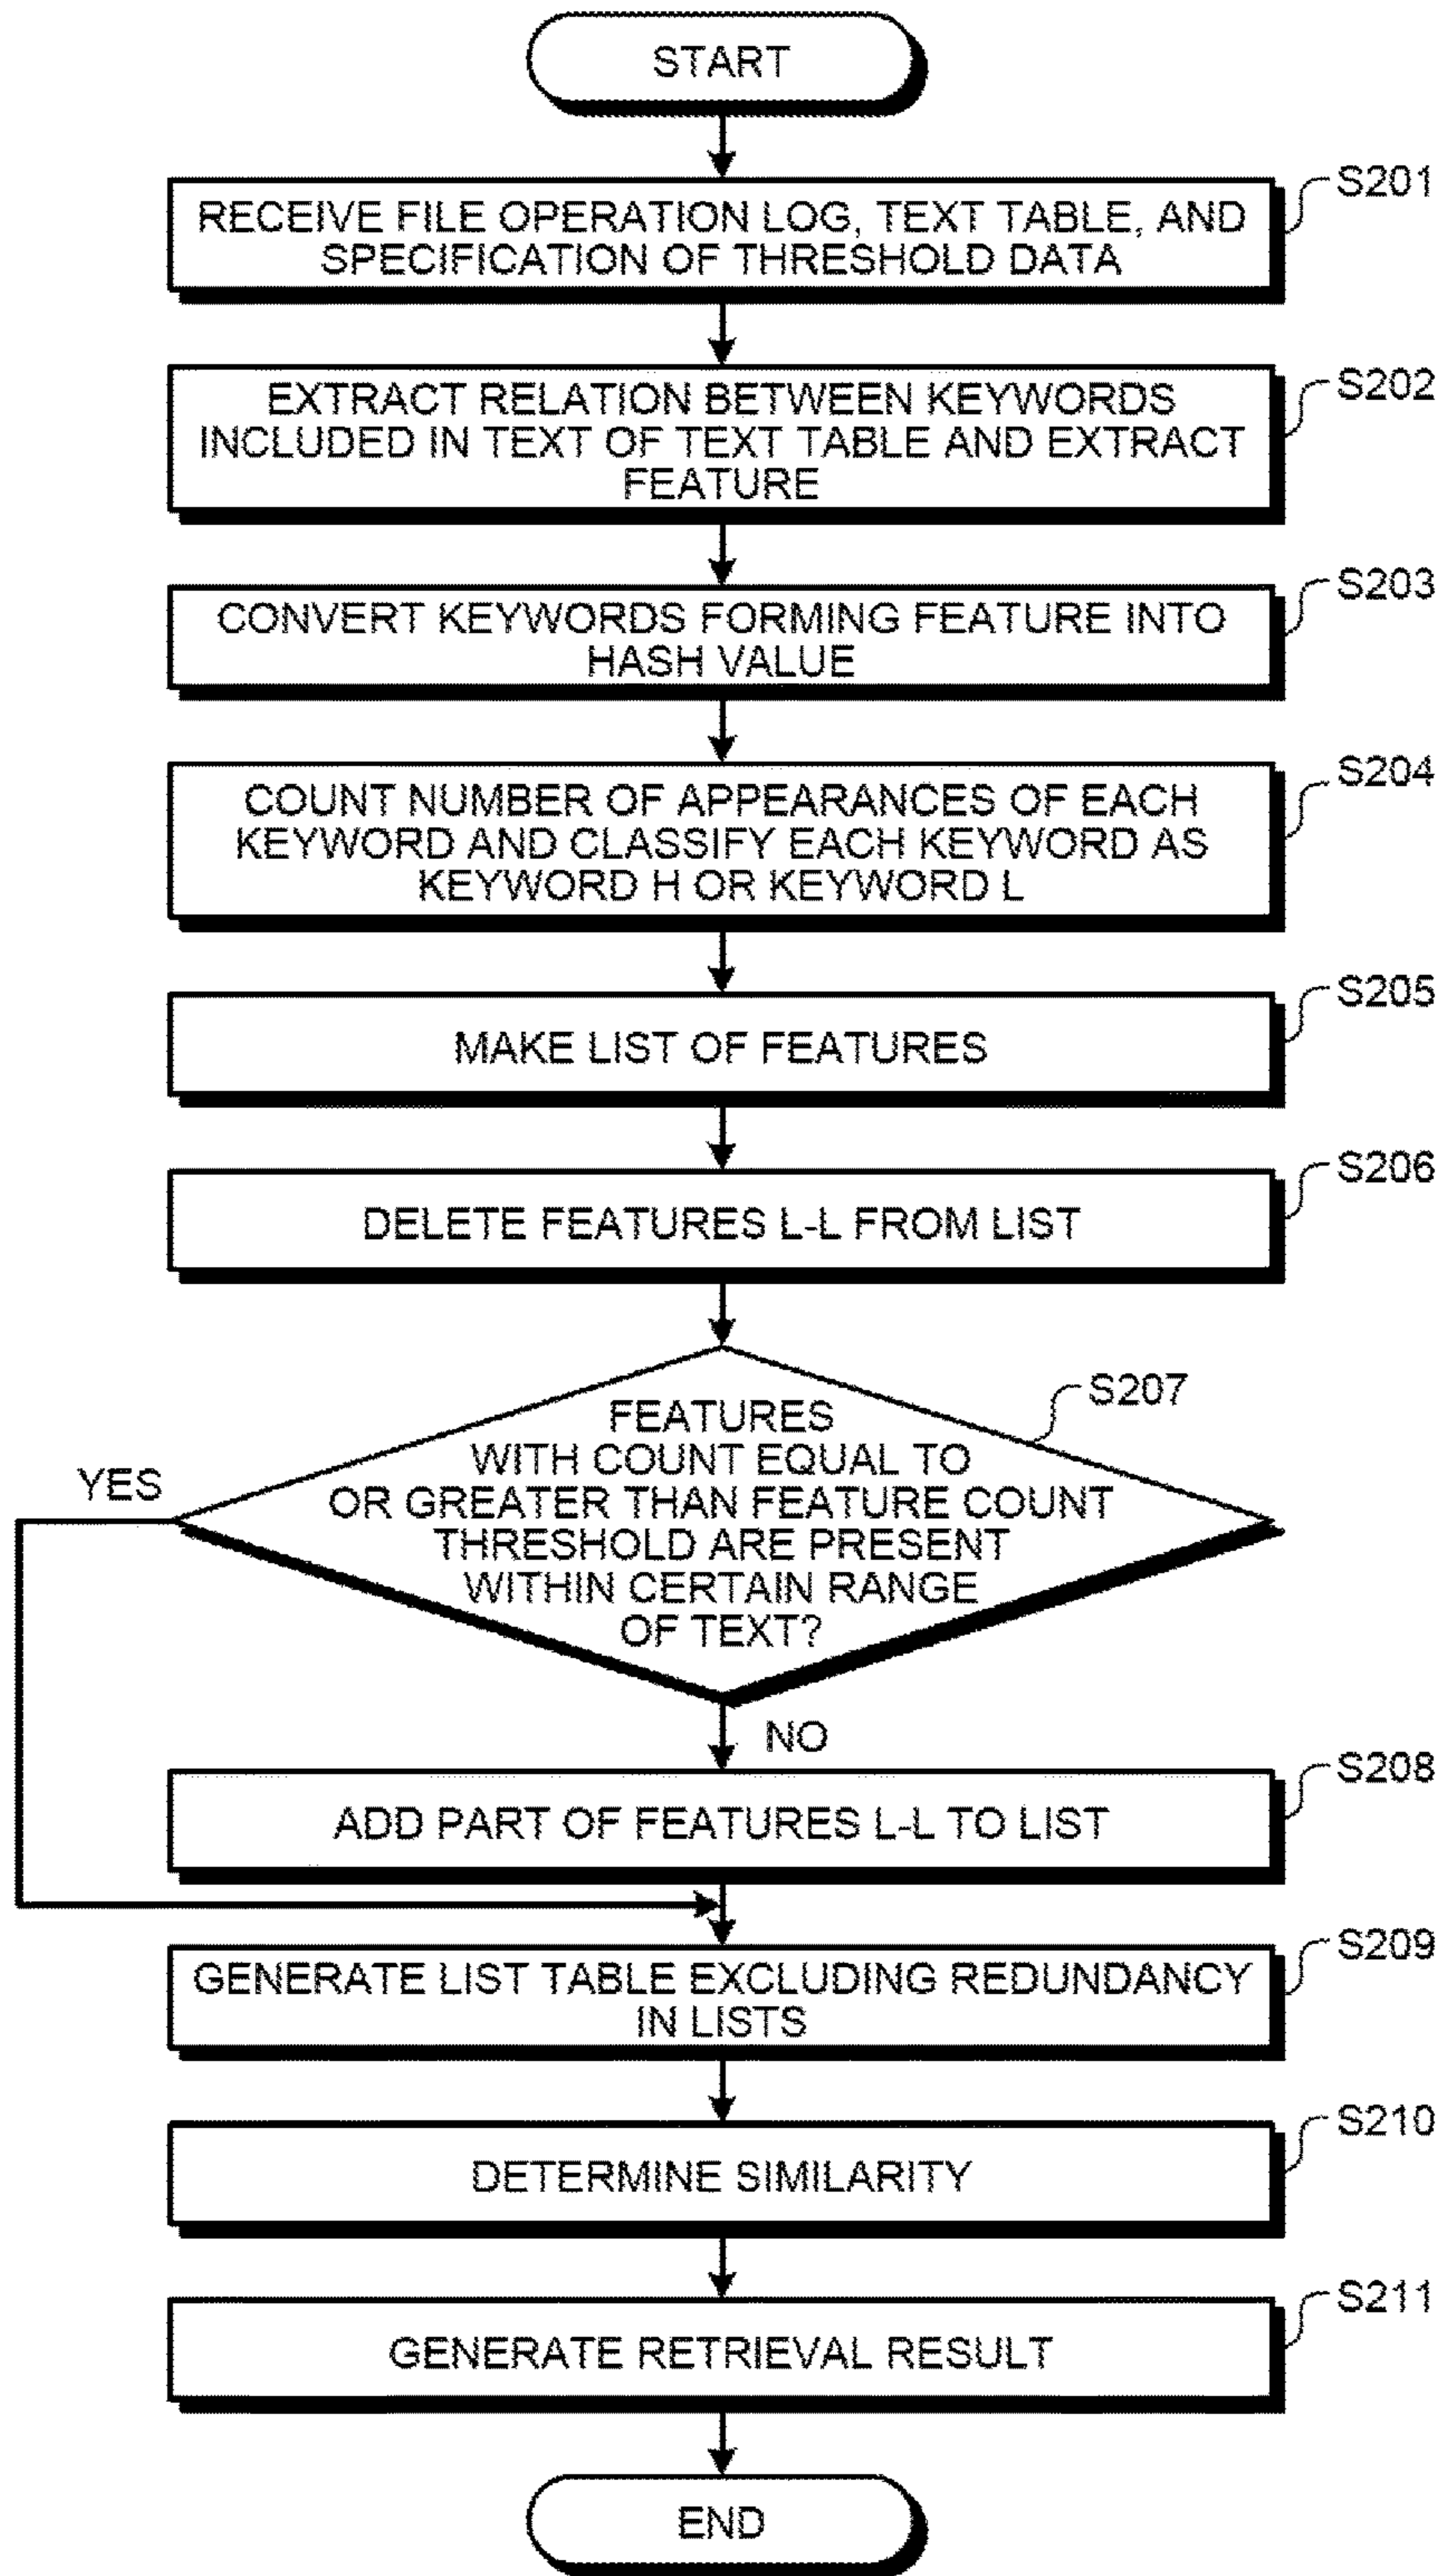 START
S201
RECEIVE FILE OPERATION LOG, TEXT TABLE, AND
SPECIFICATION OF THRESHOLD DATA
S202
EXTRACT RELATION BETWEEN KEYWORDS
INCLUDED IN TEXT OF TEXT TABLE AND EXTRACT
FEATURE
S203
CONVERT KEYWORDS FORMING FEATURE INTO
HASH VALUE
S204
COUNT NUMBER OF APPEARANCES OF EACH
KEYWORD AND CLASSIFY EACH KEYWORD AS
KEYWORD H OR KEYWORD L
S205
MAKE LIST OF FEATURES
S206
DELETE FEATURES L-L FROM LIST
S207
FEATURES
WITH COUNT EQUAL TO
OR GREATER THAN FEATURE COUNT
THRESHOLD ARE PRESENT
WITHIN CERTAIN RANGE
OF TEXT?
YES
NO
S208
ADD PART OF FEATURES L-L TO LIST
S209
GENERATE LIST TABLE EXCLUDING REDUNDANCY
IN LISTS
S210
DETERMINE SIMILARITY
S211
GENERATE RETRIEVAL RESULT
END